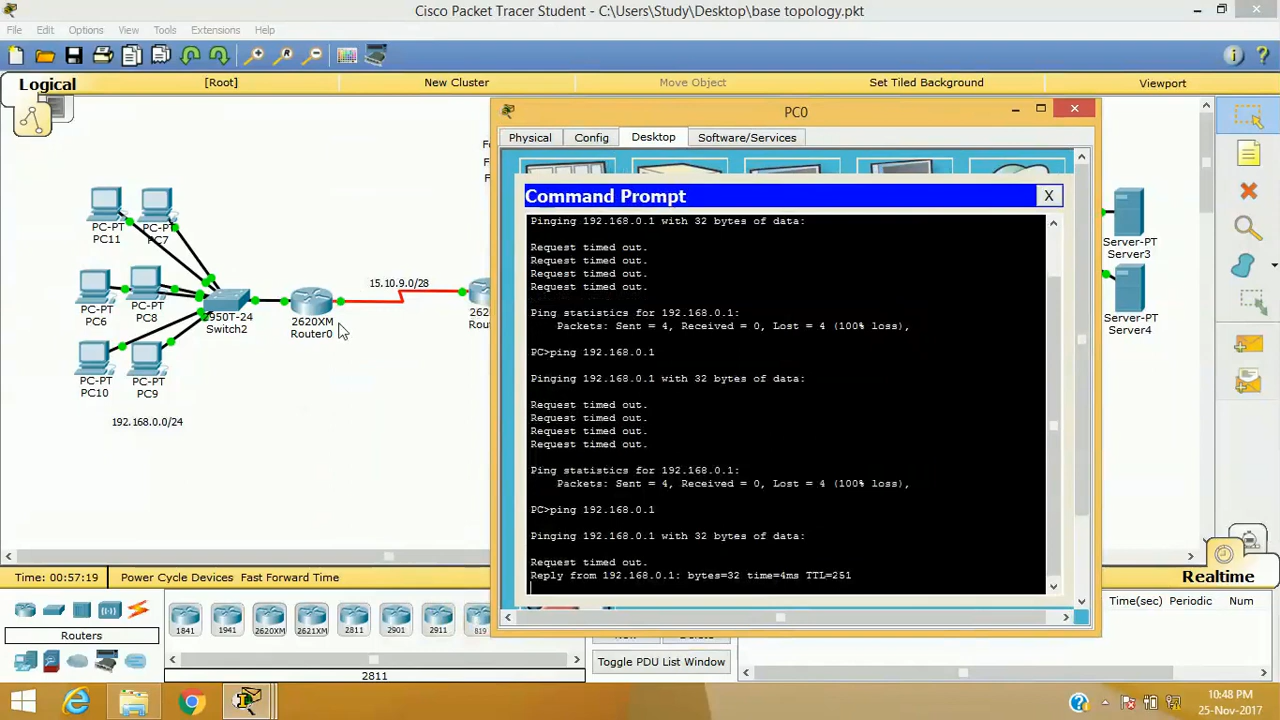 Cisco Packet Tracer Student - C:\Users\Study\Desktop\base topology.pkt
File Edit Options View Tools Extensions Help
Logical
[Root]
New Cluster
Move Object
Set Tiled Background
Viewport
PC0
Physical Config Desktop Software/Services
Command Prompt
X
Pinging 192.168.0.1 with 32 bytes of data:
Request timed out.
Request timed out.
Request timed out.
Request timed out.
Ping statistics for 192.168.0.1:
Packets: Sent = 4, Received = 0, Lost = 4 (100% loss),
PC>ping 192.168.0.1
Pinging 192.168.0.1 with 32 bytes of data:
Request timed out.
Request timed out.
Request timed out.
Request timed out.
Ping statistics for 192.168.0.1:
Packets: Sent = 4, Received = 0, Lost = 4 (100% loss),
PC>ping 192.168.0.1
Pinging 192.168.0.1 with 32 bytes of data:
Request timed out.
Reply from 192.168.0.1: bytes=32 time=4ms TTL=251
PC-PT
PC11
PC-PT
PC7
PC-PT
PC6
PC-PT
PC8
PC-PT
PC10
PC-PT
PC9
2950T-24
Switch2
2620XM
Router0
15.10.9.0/28
192.168.0.0/24
Server-PT
Server3
Server-PT
Server4
Time: 00:57:19
Power Cycle Devices Fast Forward Time
Realtime
Routers
1841 1941 2620XM 2621XM 2811 2901 2911
2811
Toggle PDU List Window
Time(sec) Periodic Num
10:48 PM
25-Nov-2017